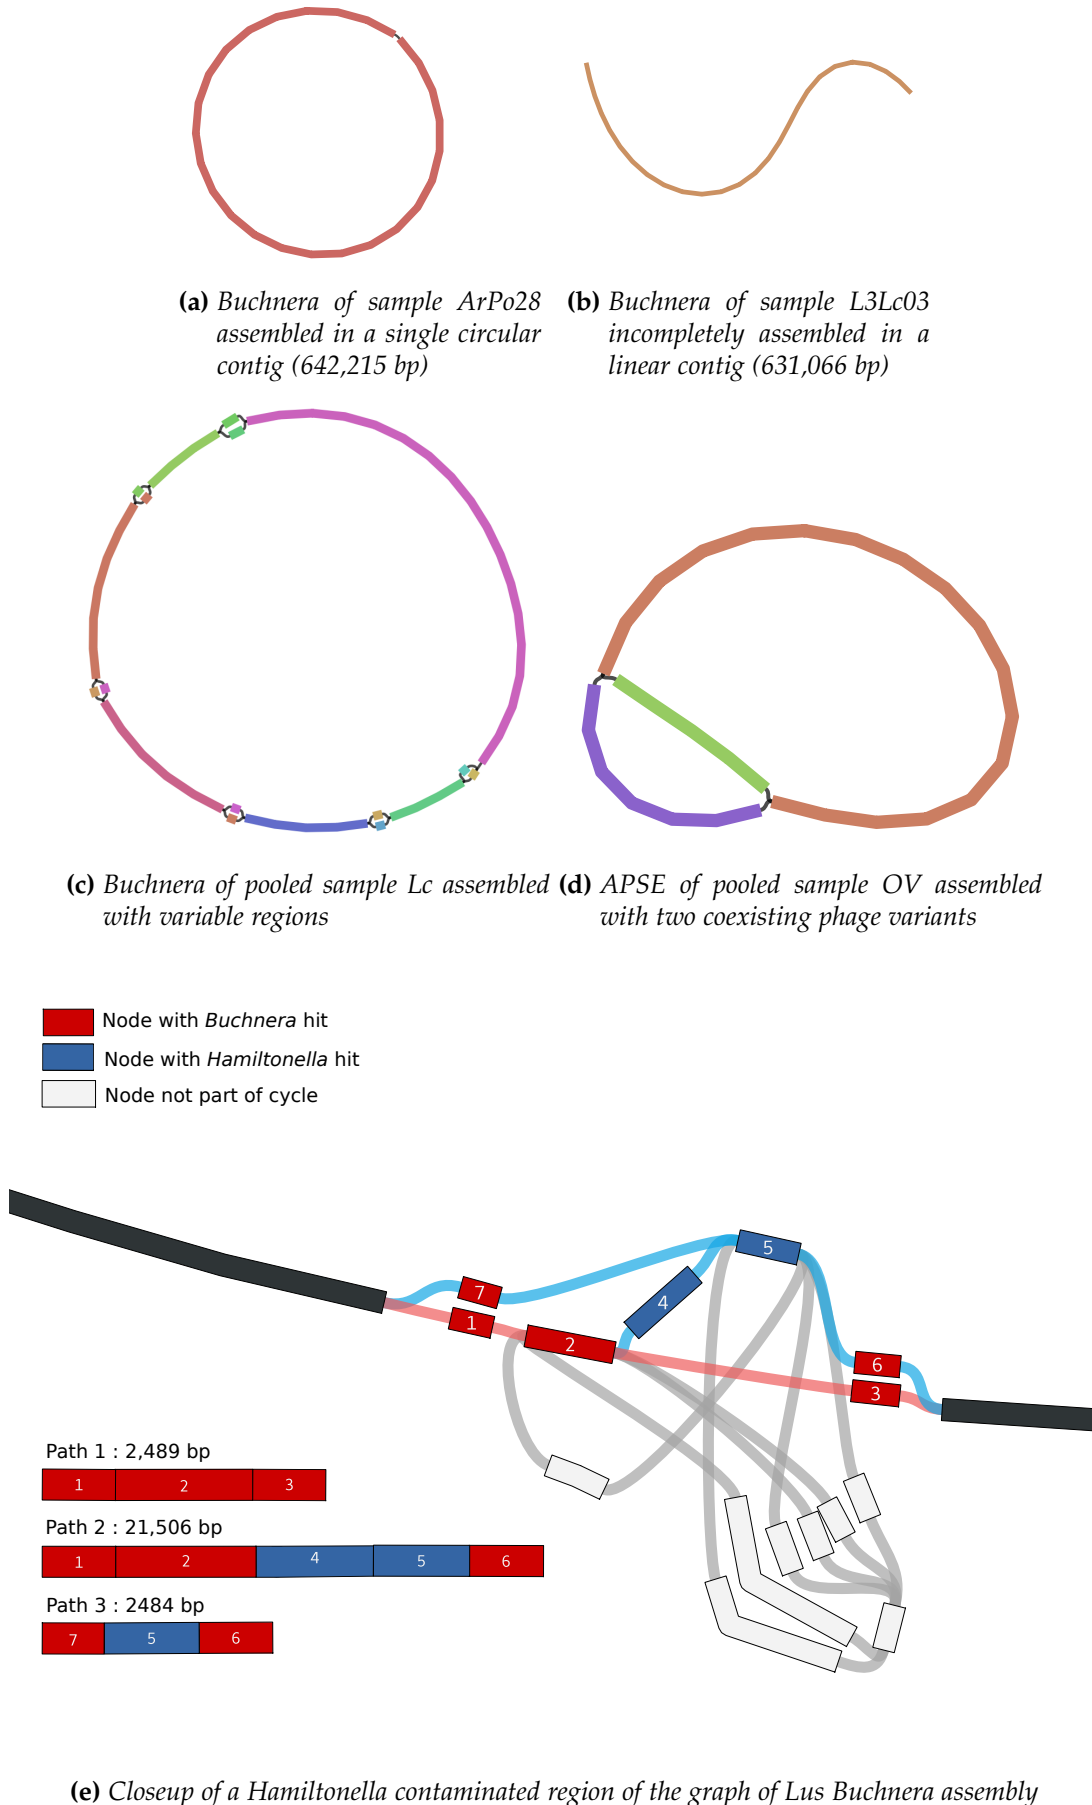 (a) Buchnera of sample ArPo28
assembled in a single circular
contig (642,215 bp)
(b) Buchnera of sample L3Lc03
incompletely assembled in a
linear contig (631,066 bp)
(c) Buchnera of pooled sample Lc assembled
with variable regions
(d) APSE of pooled sample OV assembled
with two coexisting phage variants
Node with Buchnera hit
Node with Hamiltonella hit
Node not part of cycle
5
7
4
1
2
6
3
Path 1 : 2,489 bp
1 2 3
Path 2 : 21,506 bp
1 2 4 5 6
Path 3 : 2484 bp
7 5 6
(e) Closeup of a Hamiltonella contaminated region of the graph of Lus Buchnera assembly